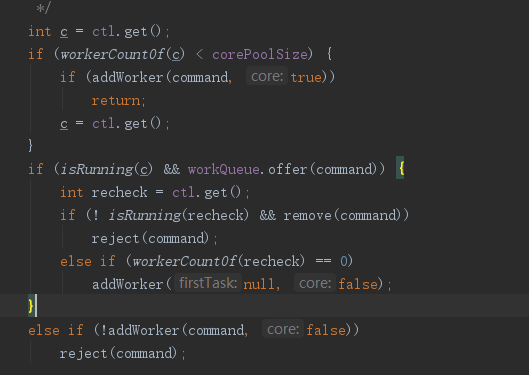 */
int c = ctl.get();
if (workerCountOf(c) < corePoolSize) {
if (addWorker(command, core: true))
return;
c = ctl.get();
}
if (isRunning(c) && workQueue.offer(command)) {
int recheck = ctl.get();
if (! isRunning(recheck) && remove(command))
reject(command);
else if (workerCountOf(recheck) == 0)
addWorker( firstTask: null, core: false);
}
else if (!addWorker(command, core: false))
reject(command);